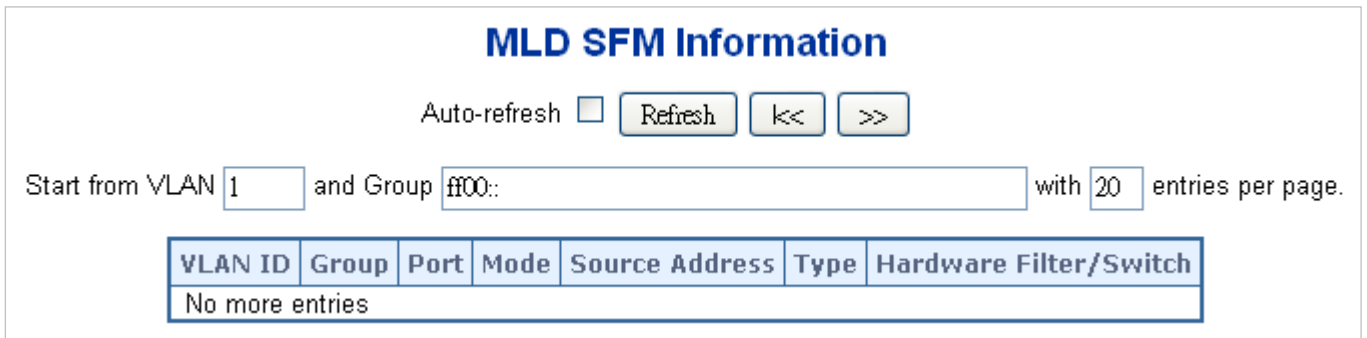 MLD SFM Information
Auto-refresh Refresh |<< >>
Start from VLAN 1 and Group ff00:: with 20 entries per page.
VLAN ID Group Port Mode Source Address Type Hardware Filter/Switch
No more entries